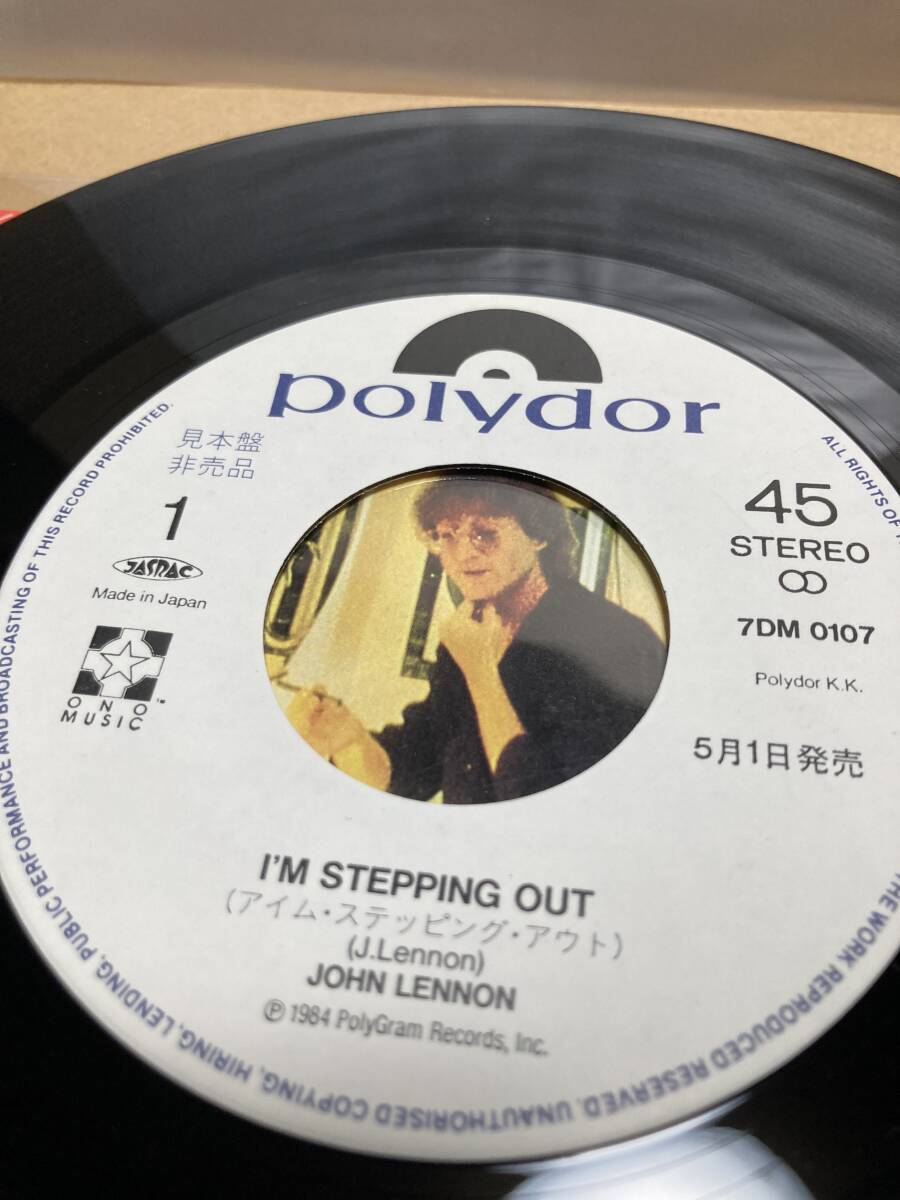 polydor
見本盤
非売品
1
JASRAC
Made in Japan
ONO
MUSIC
™
45
STEREO
7DM 0107
Polydor K.K.
5月1日発売
I'M STEPPING OUT
(アイム・ステッピング・アウト)
(J.Lennon)
JOHN LENNON
Ⓟ 1984 PolyGram Records, Inc.
ALL RIGHTS OF
THE WORK REPRODUCED RESERVED. UNAUTHORISED COPYING, HIRING, LENDING, PUBLIC PERFORMANCE AND BROADCASTING OF THIS RECORD PROHIBITED.